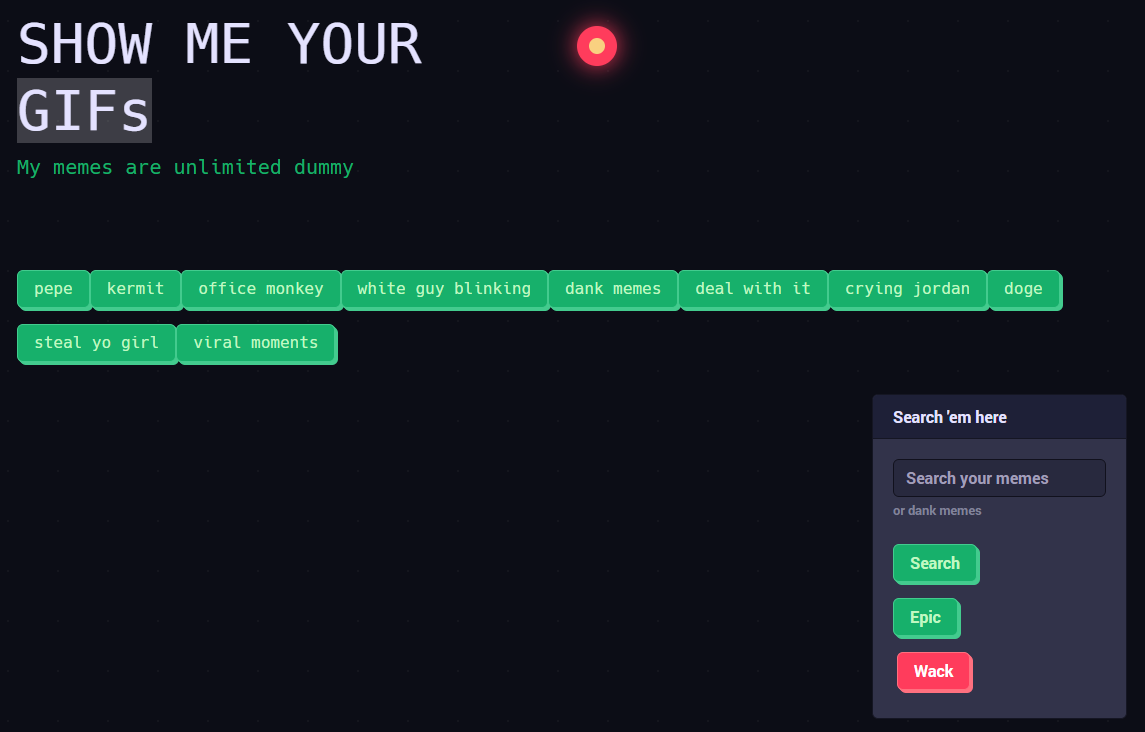 SHOW ME YOUR
GIFs
My memes are unlimited dummy
pepe kermit office monkey white guy blinking dank memes deal with it crying jordan doge
steal yo girl viral moments
Search 'em here
Search your memes
or dank memes
Search
Epic
Wack